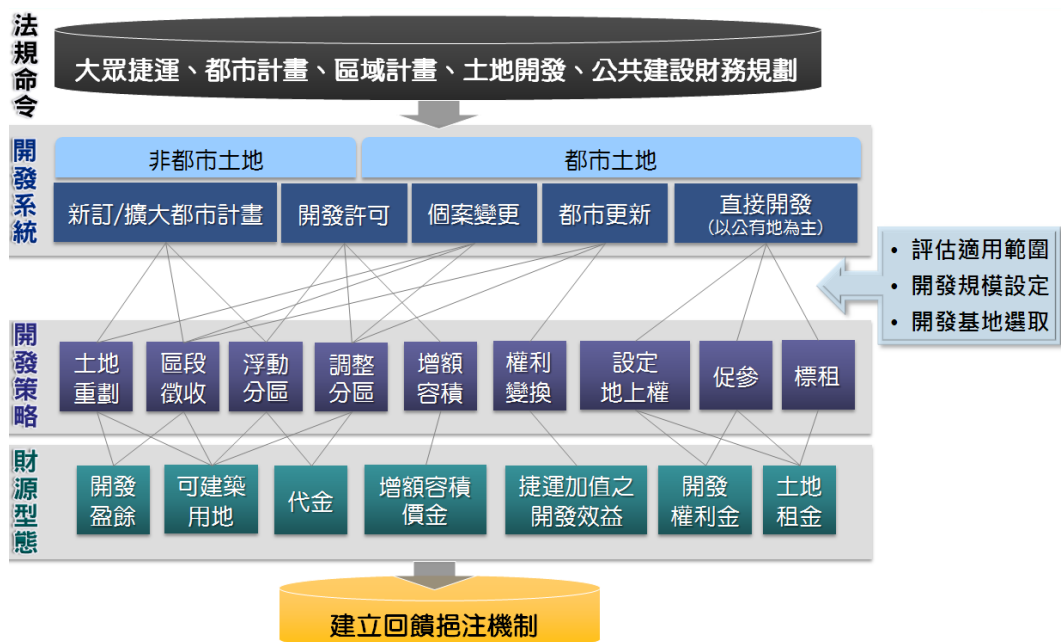 法規命令
大眾捷運、都市計畫、區域計畫、土地開發、公共建設財務規劃
開發系統
非都市土地
都市土地
新訂/擴大都市計畫
開發許可
個案變更
都市更新
直接開發
(以公有地為主)
• 評估適用範圍
• 開發規模設定
• 開發基地選取
開發策略
土地
重劃
區段
徵收
浮動
分區
調整
分區
增額
容積
權利
變換
設定
地上權
促參
標租
財源型態
開發
盈餘
可建築
用地
代金
增額容積
價金
捷運加值之
開發效益
開發
權利金
土地
租金
建立回饋挹注機制